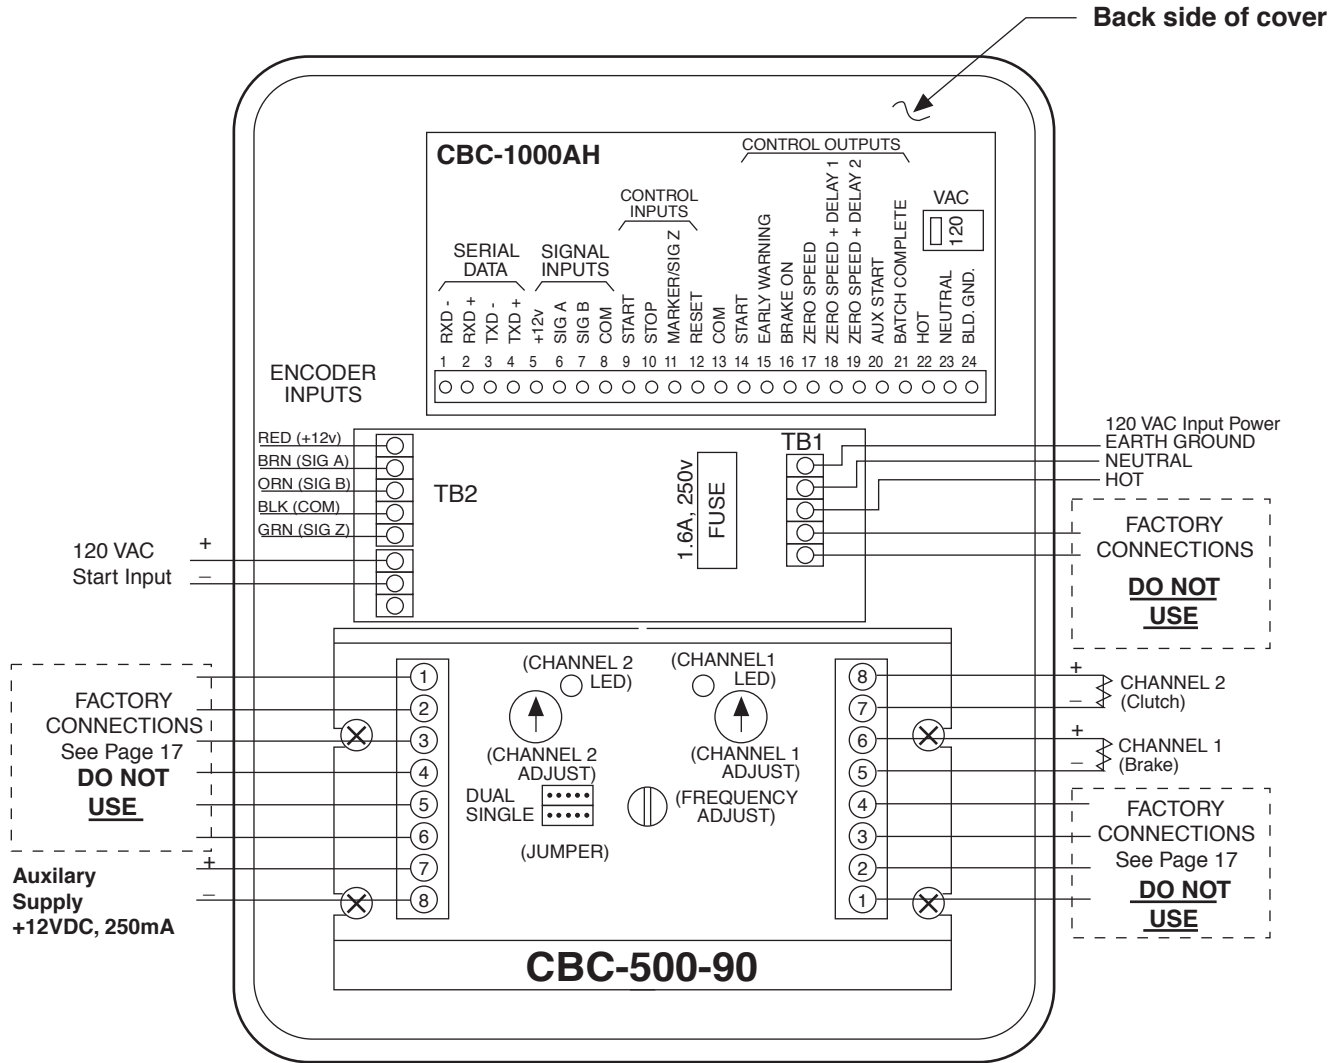 Back side of cover
CBC-1000AH
CONTROL OUTPUTS
CONTROL
INPUTS
VAC
120
SERIAL
DATA
SIGNAL
INPUTS
RXD -
RXD +
TXD -
TXD +
+12v
SIG A
SIG B
COM
START
STOP
MARKER/SIG Z
RESET
COM
START
EARLY WARNING
BRAKE ON
ZERO SPEED
ZERO SPEED + DELAY 1
ZERO SPEED + DELAY 2
AUX START
BATCH COMPLETE
HOT
NEUTRAL
BLD. GND.
1 2 3 4 5 6 7 8 9 10 11 12 13 14 15 16 17 18 19 20 21 22 23 24
ENCODER
INPUTS
RED (+12v)
BRN (SIG A)
ORN (SIG B)
BLK (COM)
GRN (SIG Z)
TB2
120 VAC
Start Input
+
–
1.6A, 250v
FUSE
TB1
120 VAC Input Power
EARTH GROUND
NEUTRAL
HOT
FACTORY
CONNECTIONS
DO NOT
USE
FACTORY
CONNECTIONS
See Page 17
DO NOT
USE
+
–
Auxilary
Supply
+12VDC, 250mA
1
2
3
4
5
6
7
8
(CHANNEL 2
LED)
(CHANNEL1
LED)
(CHANNEL 2
ADJUST)
(CHANNEL 1
ADJUST)
DUAL
SINGLE
(JUMPER)
(FREQUENCY
ADJUST)
8
7
6
5
4
3
2
1
+
–
CHANNEL 2
(Clutch)
+
–
CHANNEL 1
(Brake)
FACTORY
CONNECTIONS
See Page 17
DO NOT
USE
CBC-500-90